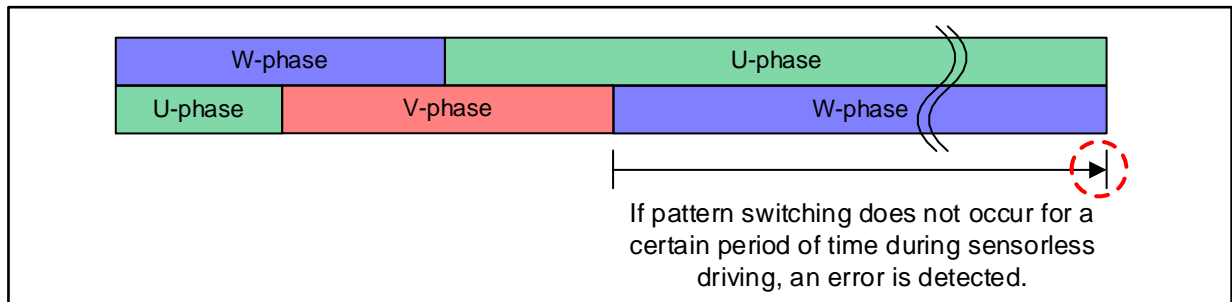 W-phase
U-phase
U-phase
V-phase
W-phase
If pattern switching does not occur for a
certain period of time during sensorless
driving, an error is detected.